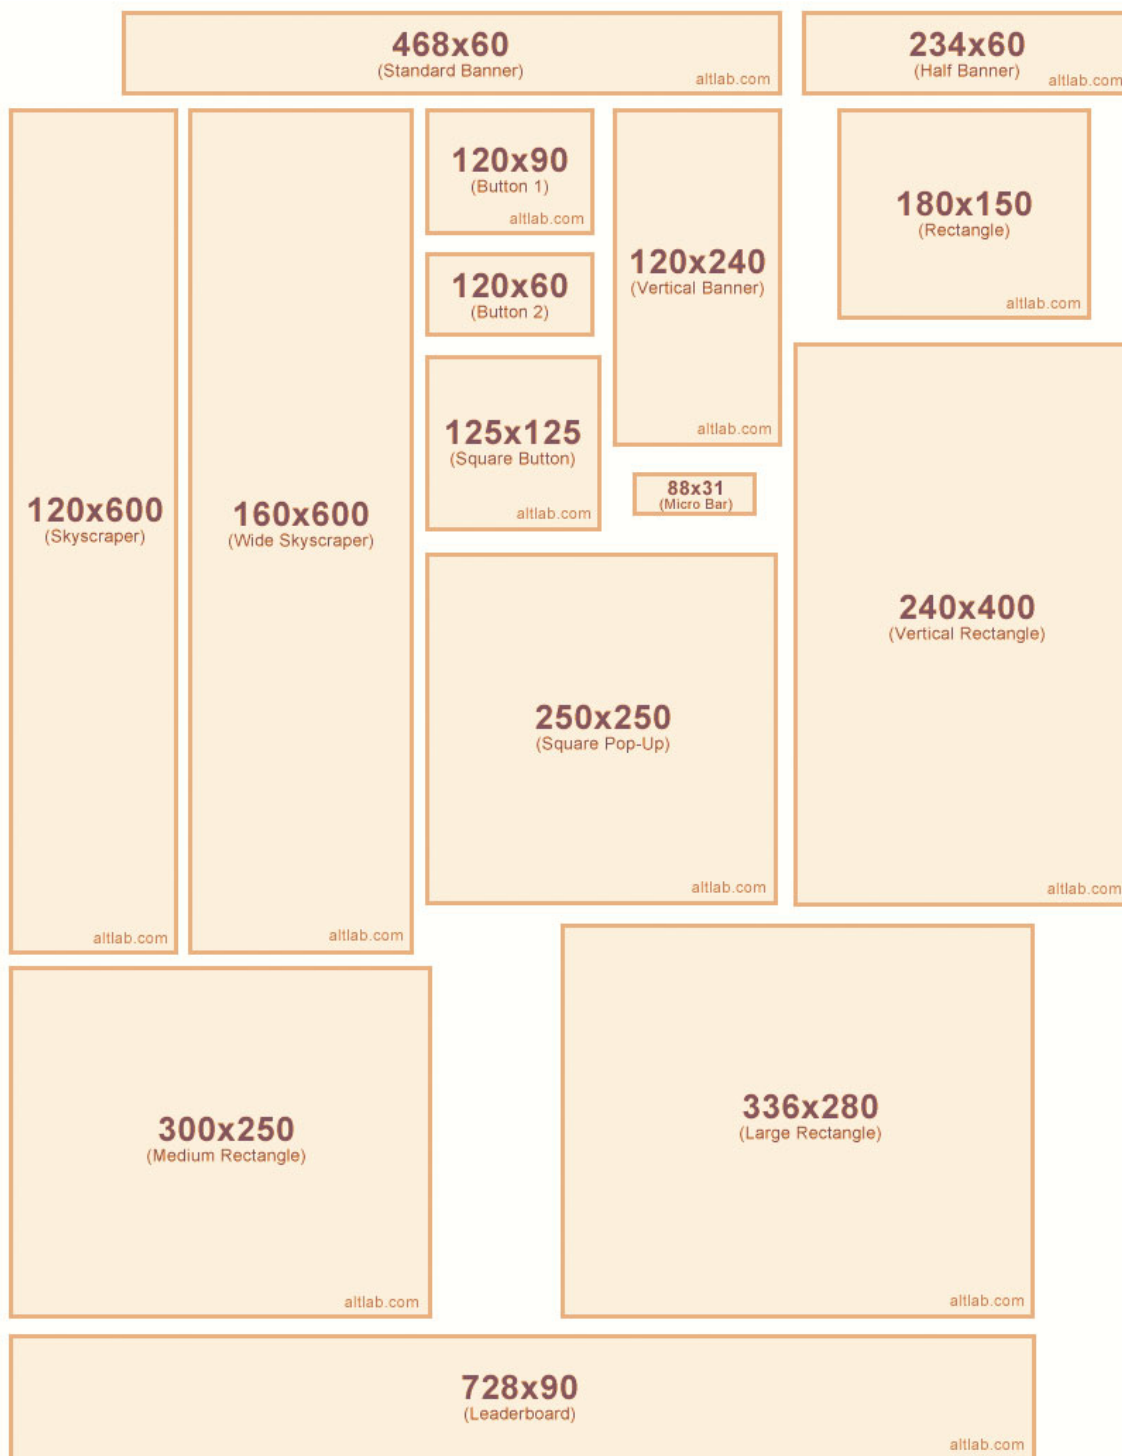 468x60
(Standard Banner)
altlab.com
234x60
(Half Banner)
altlab.com
120x600
(Skyscraper)
altlab.com
160x600
(Wide Skyscraper)
altlab.com
120x90
(Button 1)
altlab.com
120x60
(Button 2)
125x125
(Square Button)
altlab.com
120x240
(Vertical Banner)
altlab.com
88x31
(Micro Bar)
180x150
(Rectangle)
altlab.com
240x400
(Vertical Rectangle)
altlab.com
250x250
(Square Pop-Up)
altlab.com
300x250
(Medium Rectangle)
altlab.com
336x280
(Large Rectangle)
altlab.com
728x90
(Leaderboard)
altlab.com